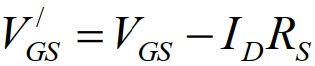 V/GS = VGS − IDRS